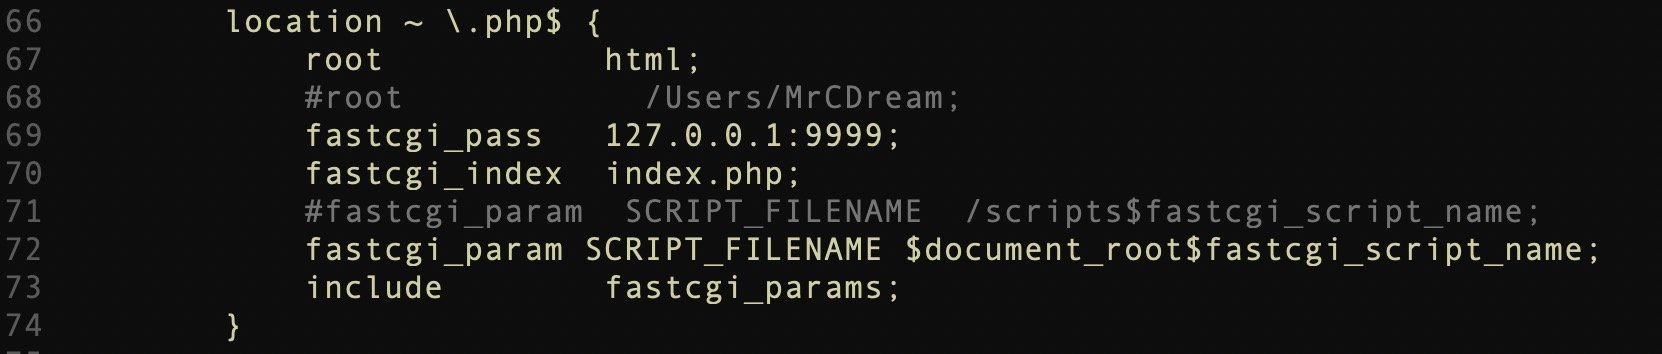 66 location ~ \.php$ {
67 root html;
68 #root /Users/MrCDream;
69 fastcgi_pass 127.0.0.1:9999;
70 fastcgi_index index.php;
71 #fastcgi_param SCRIPT_FILENAME /scripts$fastcgi_script_name;
72 fastcgi_param SCRIPT_FILENAME $document_root$fastcgi_script_name;
73 include fastcgi_params;
74 }